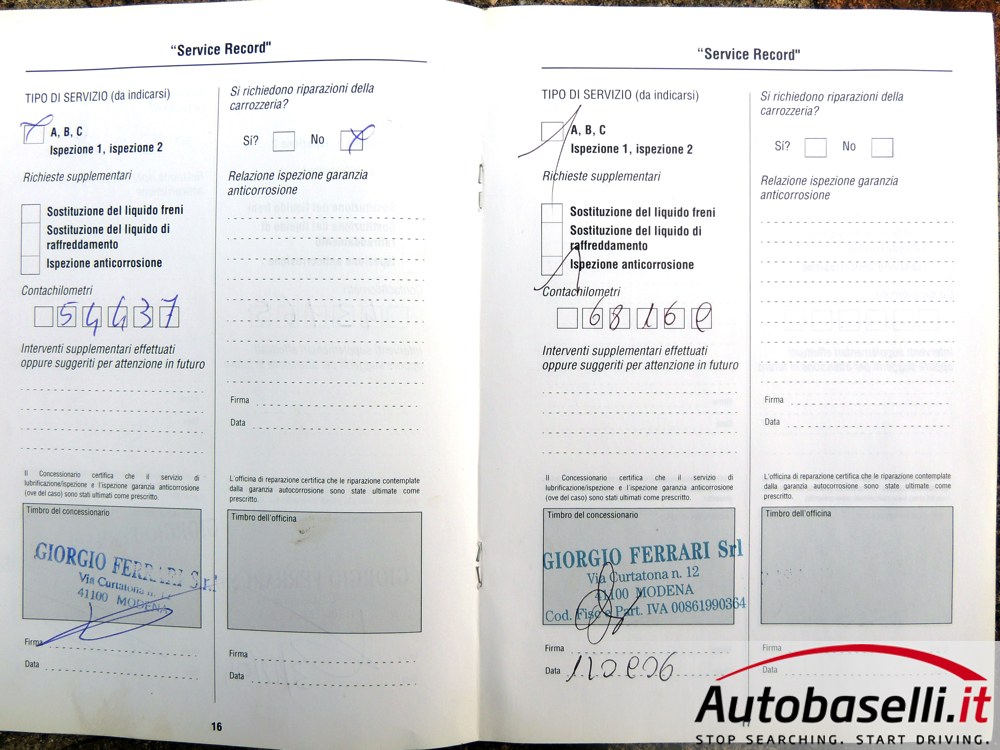 “Service Record"
TIPO DI SERVIZIO (da indicarsi)
A, B, C
Ispezione 1, ispezione 2
Richieste supplementari
Sostituzione del liquido freni
Sostituzione del liquido di
raffreddamento
Ispezione anticorrosione
Contachilometri
54437
Interventi supplementari effettuati
oppure suggeriti per attenzione in futuro
Il Concessionario certifica che il servizio di
lubrificazione/ispezione e l'ispezione garanzia anticorrosione
(ove del caso) sono stati ultimati come prescritto.
Timbro del concessionario
GIORGIO FERRARI S.r.l
Via Curtatona n. 12
41100 MODENA
Firma
Data
Si richiedono riparazioni della
carrozzeria?
Sí? No
Relazione ispezione garanzia
anticorrosione
Firma
Data
L'officina di reparazione certifica che le riparazione contemplate
dalla garanzia autocorrosione sono state ultimate come
prescritto.
Timbro dell'officina
Firma
Data
16
“Service Record"
TIPO DI SERVIZIO (da indicarsi)
A, B, C
Ispezione 1, ispezione 2
Richieste supplementari
Sostituzione del liquido freni
Sostituzione del liquido di
raffreddamento
Ispezione anticorrosione
Contachilometri
Interventi supplementari effettuati
oppure suggeriti per attenzione in futuro
Il Concessionario certifica che il servizio di
lubrificazione/ispezione e l'ispezione garanzia anticorrosione
(ove del caso) sono stati ultimati come prescritto.
Timbro del concessionario
GIORGIO FERRARI Srl
Via Curtatona n. 12
41100 MODENA
Cod. Fisc e Part. IVA 00861990364
Firma
Data
Si richiedono riparazioni della
carrozzeria?
Sí? No
Relazione ispezione garanzia
anticorrosione
Firma
Data
L'officina di reparazione certifica che le riparazione contemplate
dalla garanzia autocorrosione sono state ultimate come
prescritto.
Timbro dell'officina
Firma
Data
Autobaselli.it
STOP SEARCHING. START DRIVING.